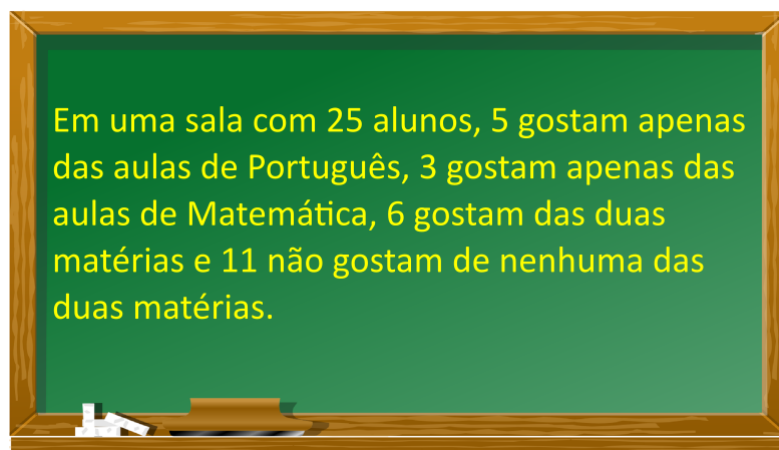 Em uma sala com 25 alunos, 5 gostam apenas
das aulas de Português, 3 gostam apenas das
aulas de Matemática, 6 gostam das duas
matérias e 11 não gostam de nenhuma das
duas matérias.